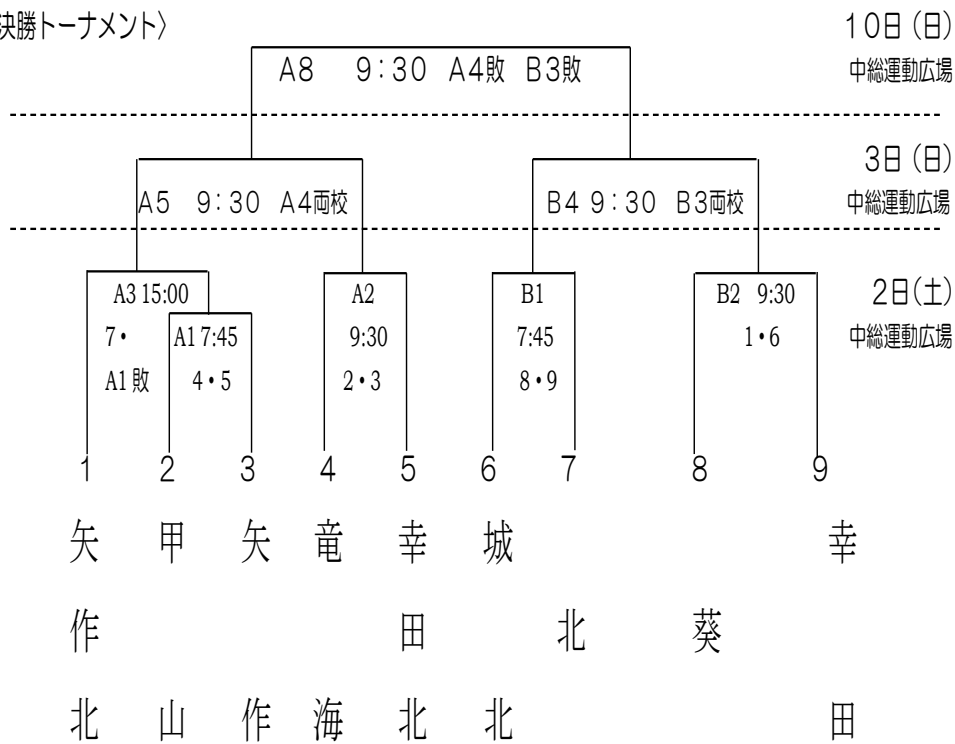 決勝トーナメント〉
10日(日)
A8 9:30 A4敗 B3敗
中総運動広場
3日(日)
A5 9:30 A4両校
B4 9:30 B3両校
中総運動広場
A3 15:00
A2
B1
B2 9:30
2日(土)
7・
A1 7:45
9:30
7:45
1・6
中総運動広場
A1敗
4・5
2・3
8・9
1 2 3 4 5 6 7 8 9
矢作北
甲山
矢作
竜海
幸田北
城北
北
葵
幸田